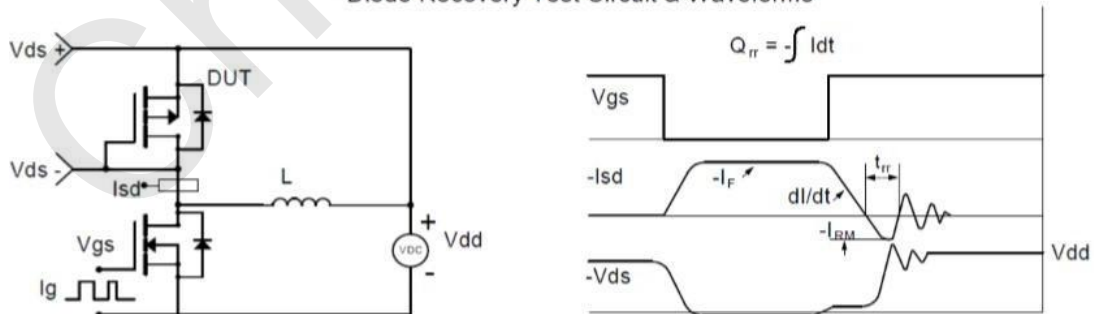 Diode Recovery Test Circuit & Waveforms
Vds +
DUT
Vds -
Isd
L
Vgs
Ig
VDC
+
-
Vdd
Qrr = -∫ Idt
Vgs
-Isd
-IF
dI/dt
trr
-IRM
Vdd
-Vds